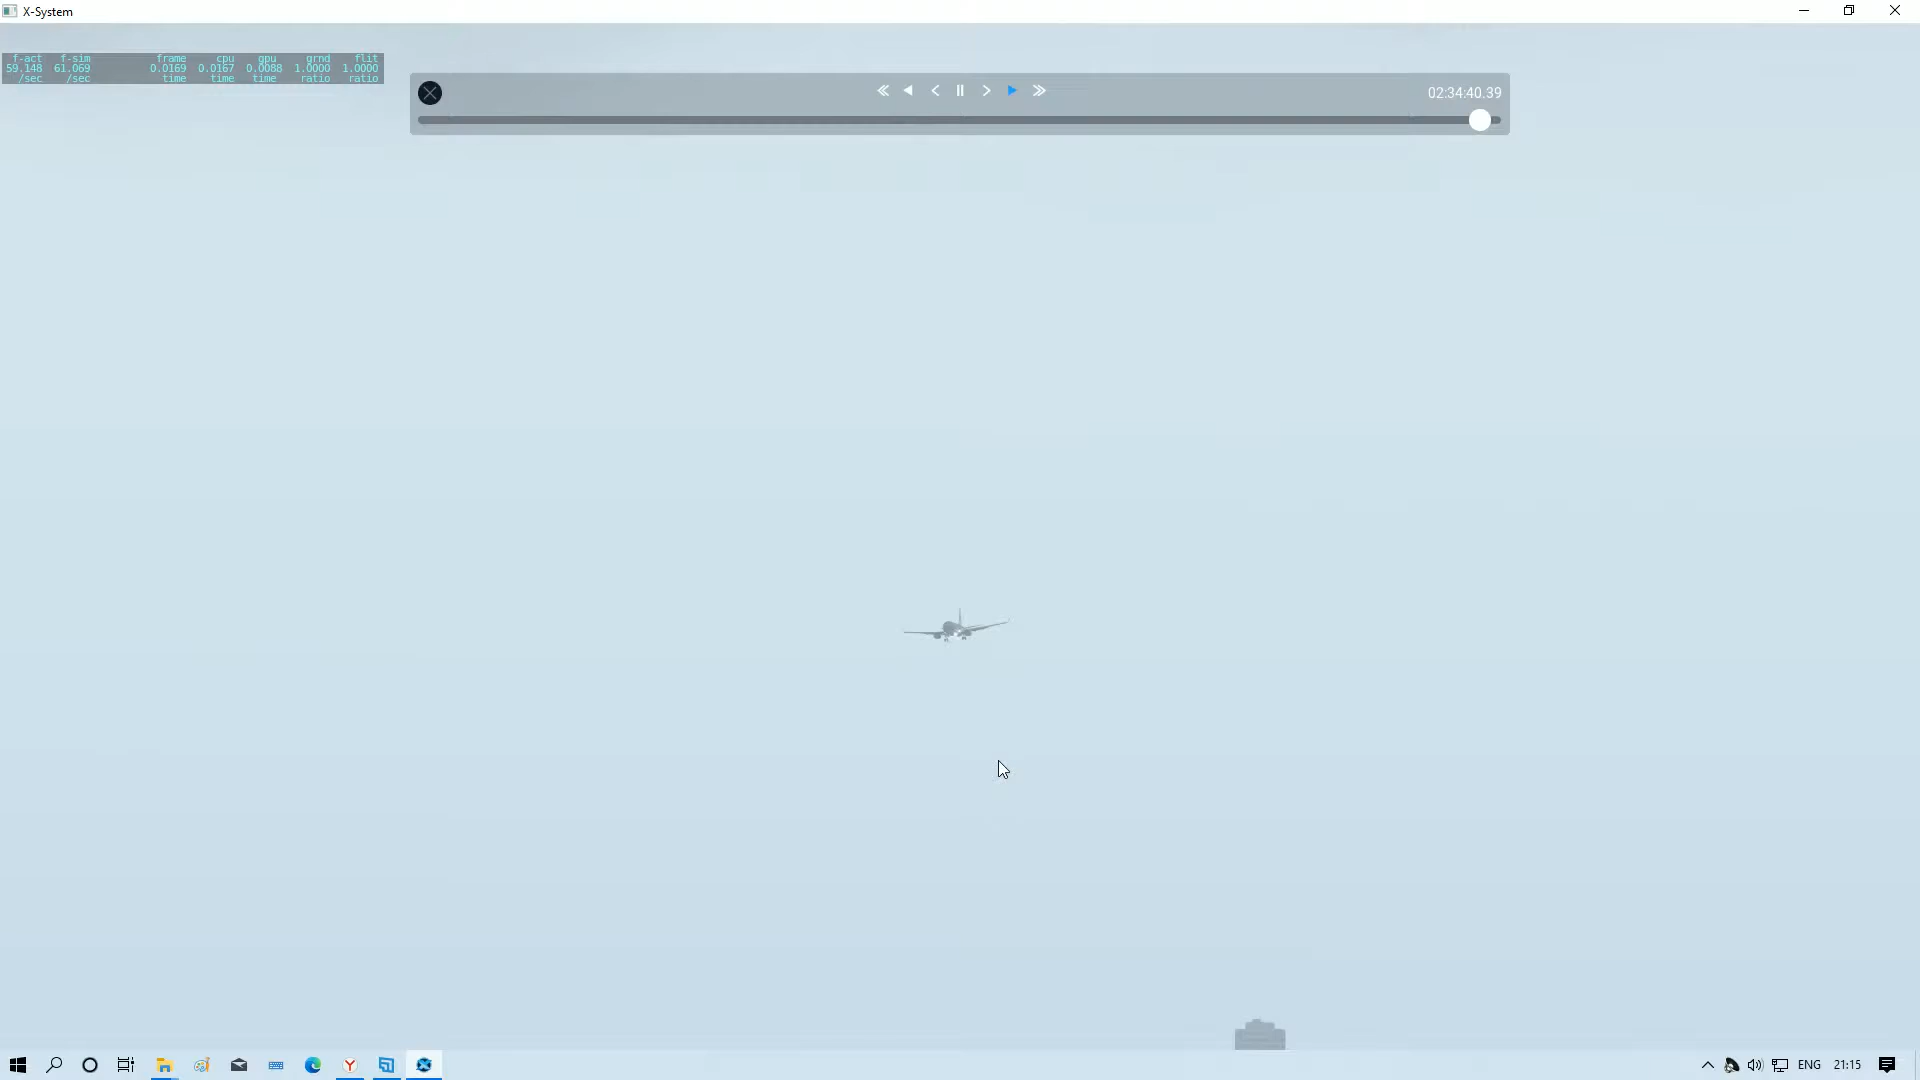 X-System
f-act f-sim frame cpu gpu grnd flit
59.148 61.069 0.0169 0.0167 0.0088 1.0000 1.0000
/sec /sec time time time ratio ratio
02:34:40.39
ENG 21:15